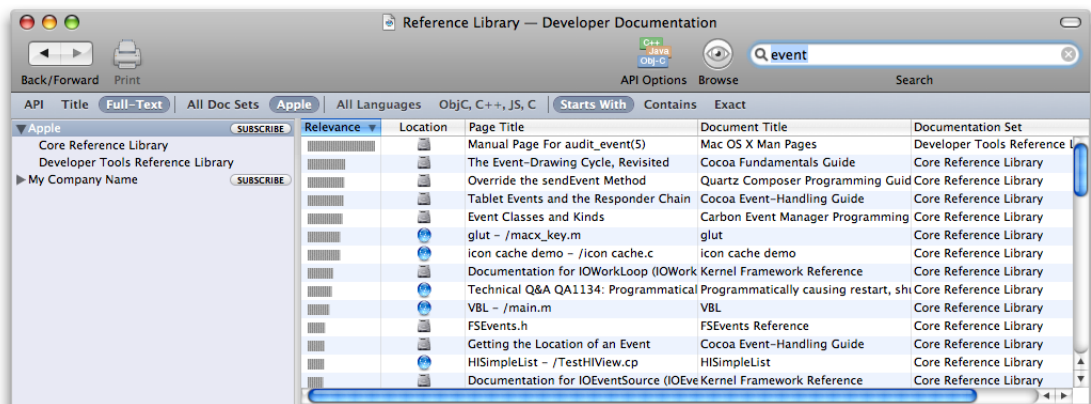 Reference Library — Developer Documentation
C++
Java
Obj-C
event
Back/Forward Print API Options Browse Search
API Title Full-Text All Doc Sets Apple All Languages ObjC, C++, JS, C Starts With Contains Exact
Apple SUBSCRIBE
Core Reference Library
Developer Tools Reference Library
My Company Name SUBSCRIBE
Relevance Location Page Title Document Title Documentation Set
Manual Page For audit_event(5) Mac OS X Man Pages Developer Tools Reference L
The Event-Drawing Cycle, Revisited Cocoa Fundamentals Guide Core Reference Library
Override the sendEvent Method Quartz Composer Programming Guid Core Reference Library
Tablet Events and the Responder Chain Cocoa Event-Handling Guide Core Reference Library
Event Classes and Kinds Carbon Event Manager Programming Core Reference Library
glut – /macx_key.m glut Core Reference Library
icon cache demo – /icon cache.c icon cache demo Core Reference Library
Documentation for IOWorkLoop (IOWork Kernel Framework Reference Core Reference Library
Technical Q&A QA1134: Programmatical Programmatically causing restart, shu Core Reference Library
VBL – /main.m VBL Core Reference Library
FSEvents.h FSEvents Reference Core Reference Library
Getting the Location of an Event Cocoa Event-Handling Guide Core Reference Library
HISimpleList – /TestHIView.cp HISimpleList Core Reference Library
Documentation for IOEventSource (IOEve Kernel Framework Reference Core Reference Library